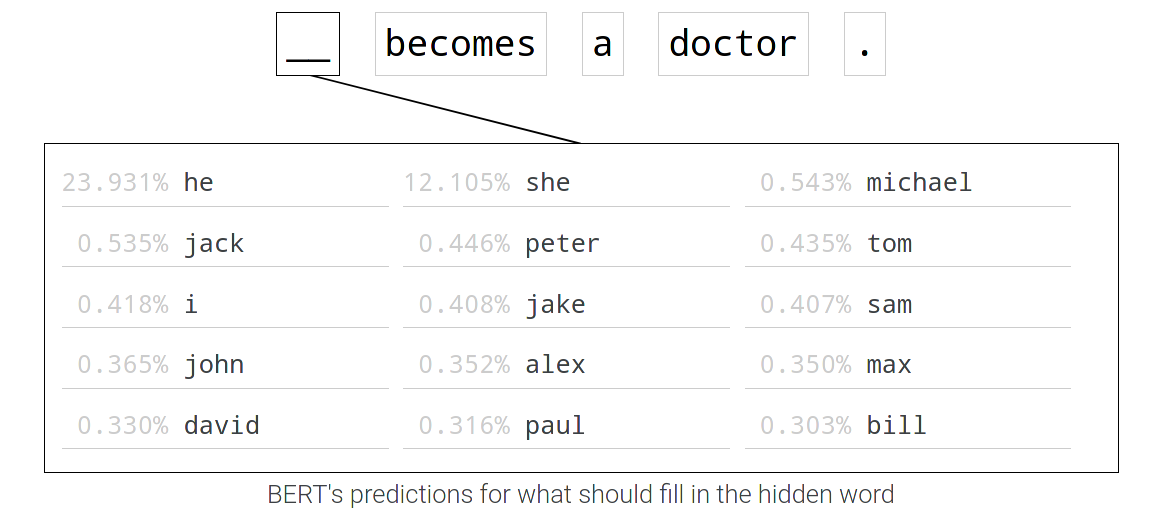 __ becomes a doctor .
23.931% he 12.105% she 0.543% michael
0.535% jack 0.446% peter 0.435% tom
0.418% i 0.408% jake 0.407% sam
0.365% john 0.352% alex 0.350% max
0.330% david 0.316% paul 0.303% bill
BERT's predictions for what should fill in the hidden word